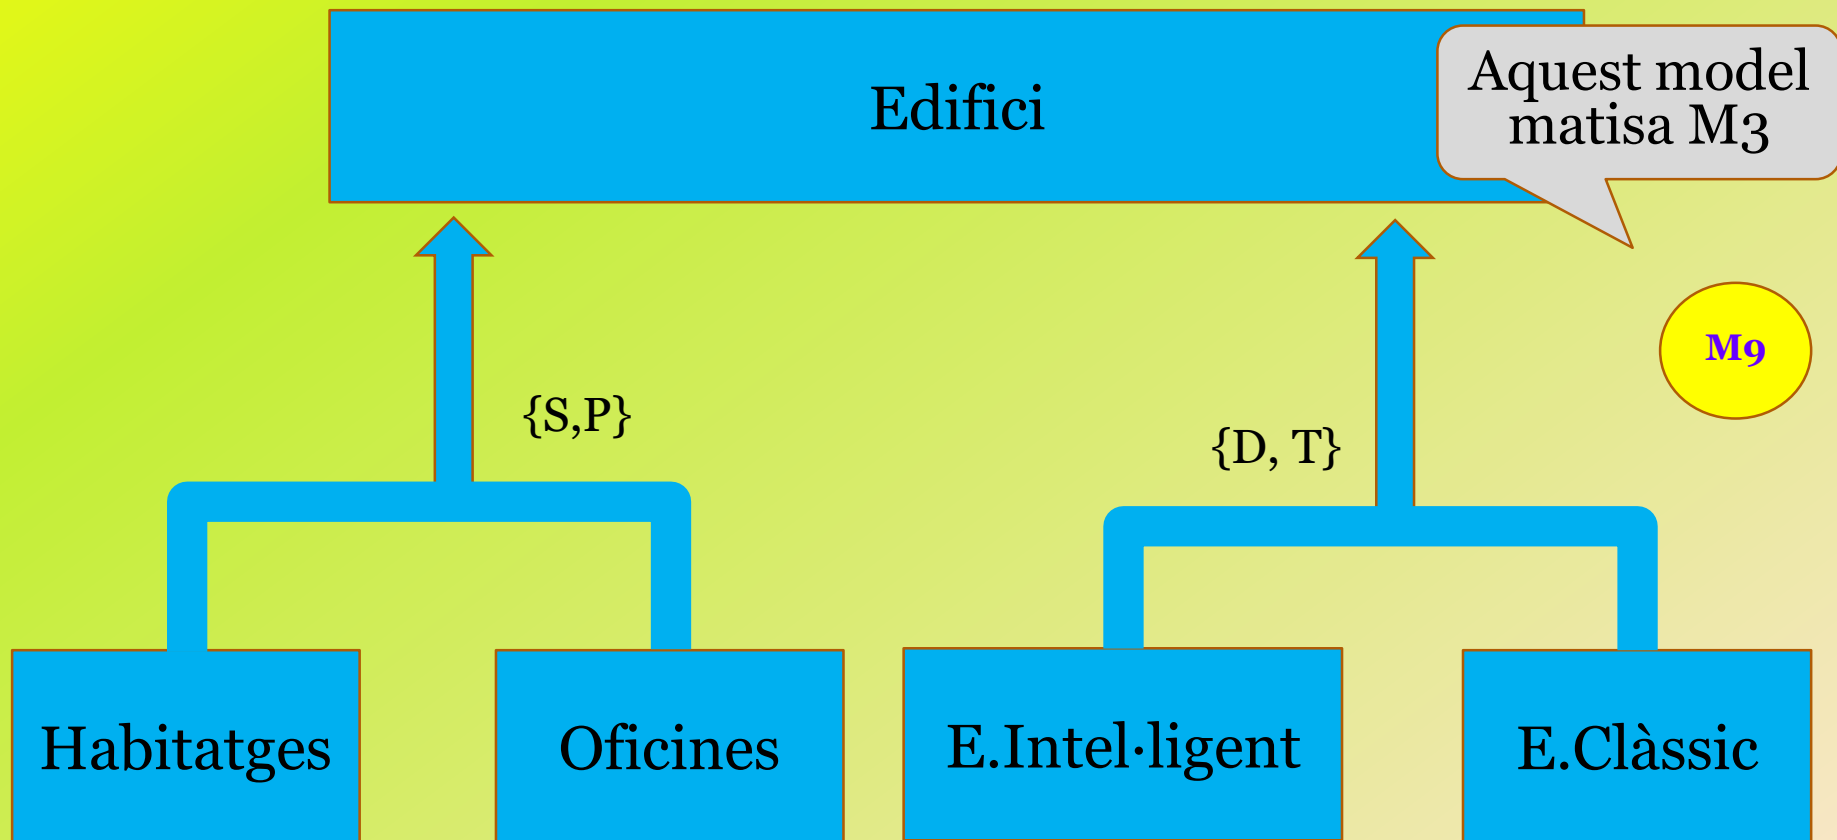 Edifici
Aquest model
matisa M3
M9
{S,P}
{D, T}
Habitatges
Oficines
E.Intel·ligent
E.Clàssic